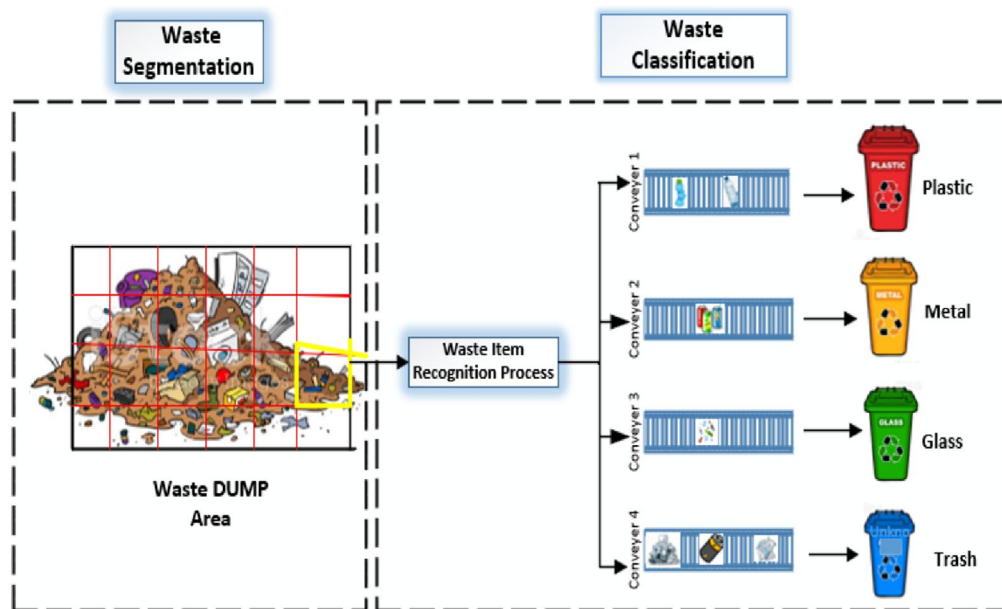 Waste
Segmentation
Waste
Classification
Conveyer 1
PLASTIC
Plastic
Conveyer 2
METAL
Metal
Waste Item
Recognition Process
Conveyer 3
GLASS
Glass
Waste DUMP
Area
Conveyer 4
Unkno
Trash